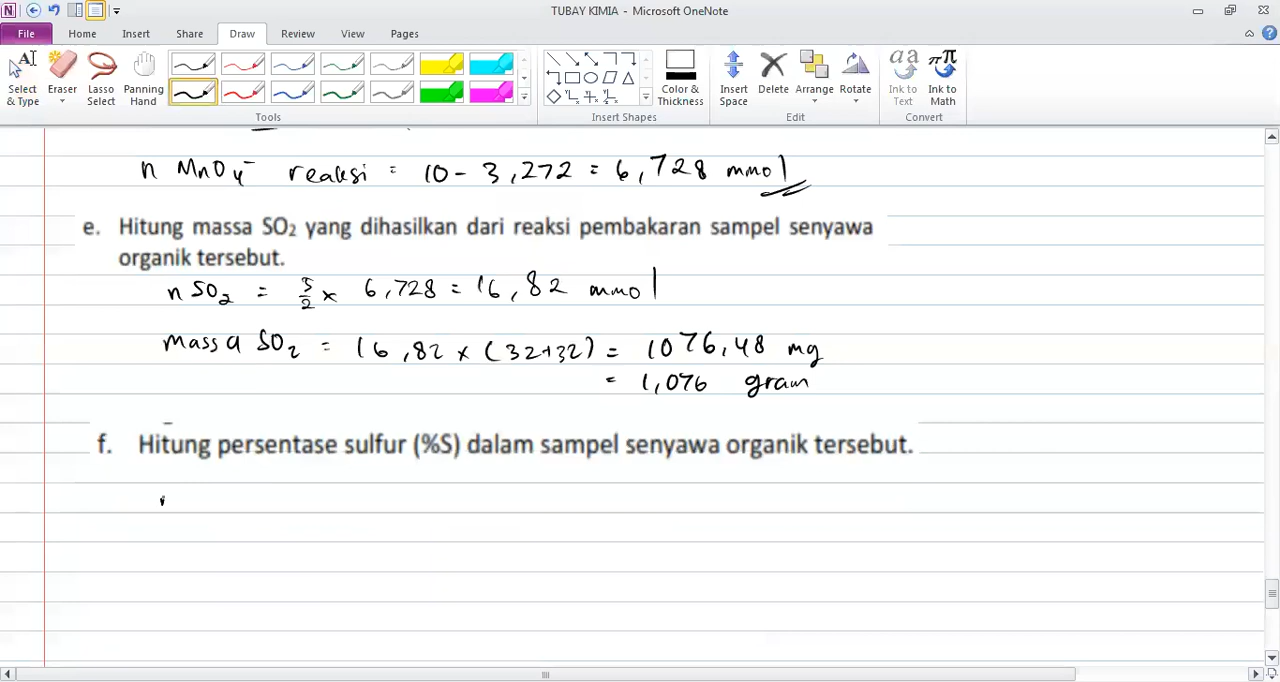 TUBAY KIMIA - Microsoft OneNote
File Home Insert Share Draw Review View Pages
Select & Type
Eraser
Lasso Select
Panning Hand
Color & Thickness
Insert Space
Delete
Arrange
Rotate
Ink to Text
Ink to Math
Tools
Insert Shapes
Edit
Convert
n MnO4⁻ reaksi = 10 - 3,272 = 6,728 mmol
e. Hitung massa SO2 yang dihasilkan dari reaksi pembakaran sampel senyawa
organik tersebut.
n SO2 = 5/2 × 6,728 = 16,82 mmol
massa SO2 = 16,82 × (32+32) = 1076,48 mg
= 1,076 gram
f. Hitung persentase sulfur (%S) dalam sampel senyawa organik tersebut.